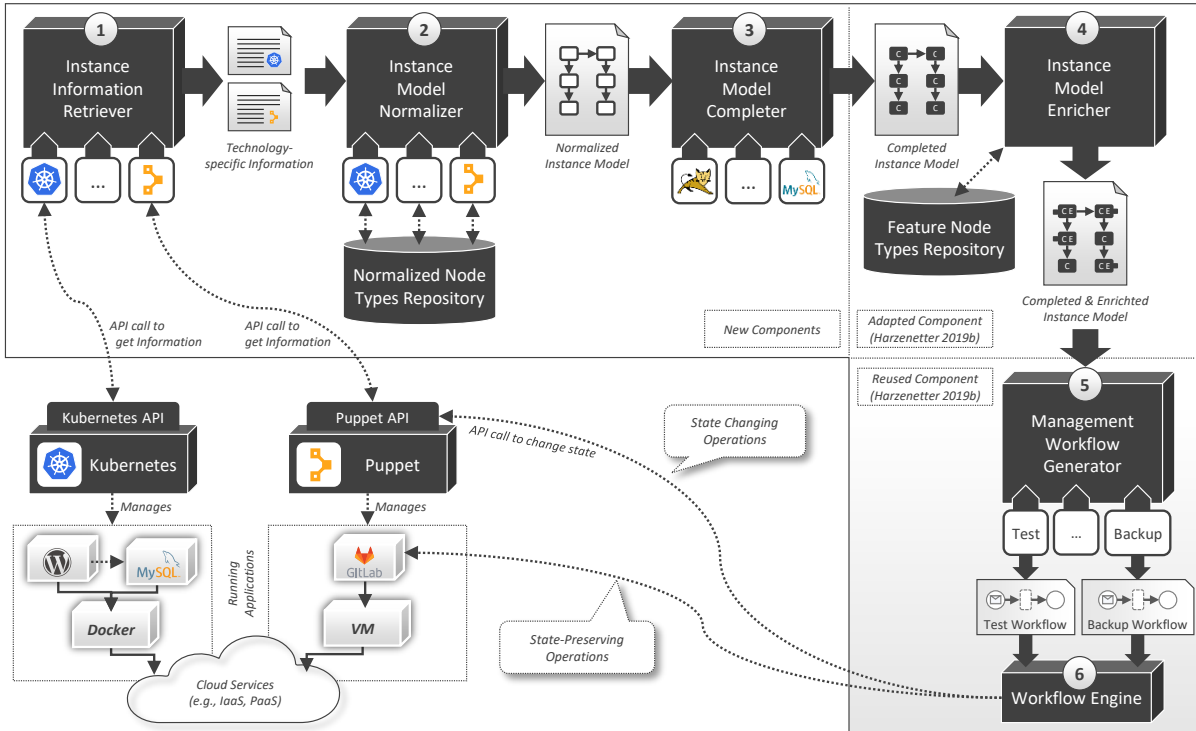 1
Instance
Information
Retriever
...
Technology-
specific Information
2
Instance
Model
Normalizer
...
Normalized Node
Types Repository
Normalized
Instance Model
3
Instance
Model
Completer
...
MySQL
C C
C C
C C
Completed
Instance Model
4
Instance
Model
Enricher
Feature Node
Types Repository
C E C E
C E C
C C E
Completed & Enrichted
Instance Model
New Components
Adapted Component
(Harzenetter 2019b)
API call to
get Information
API call to
get Information
Reused Component
(Harzenetter 2019b)
5
Management
Workflow
Generator
Test
...
Backup
Test Workflow
Backup Workflow
6
Workflow Engine
Kubernetes API
Kubernetes
Manages
Puppet API
Puppet
Manages
API call to change state
State Changing
Operations
State-Preserving
Operations
MySQL
Docker
Running
Applications
GitLab
VM
Cloud Services
(e.g., IaaS, PaaS)